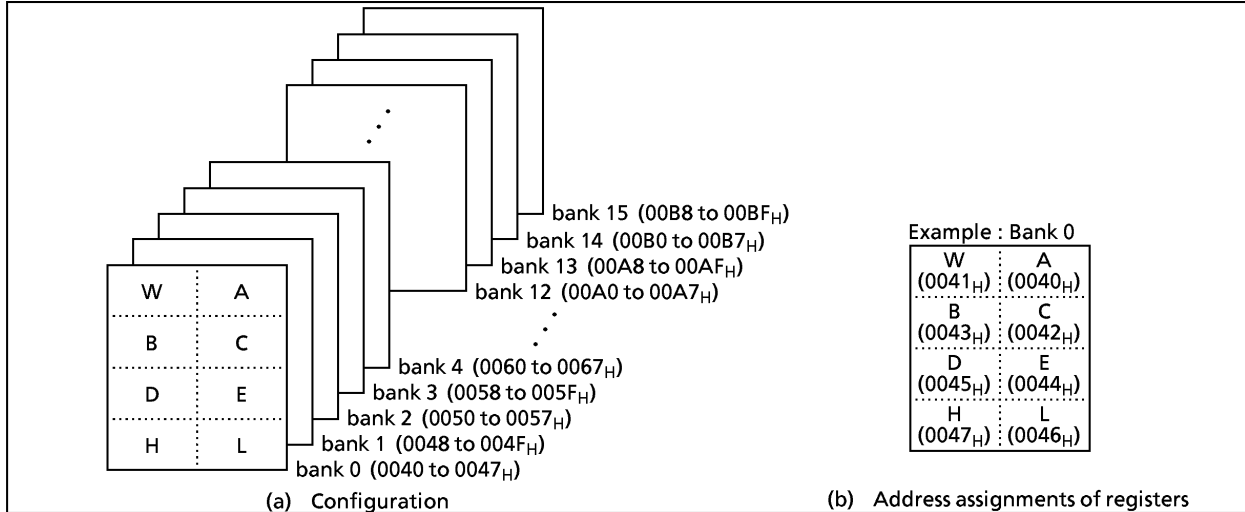 bank 15 (00B8 to 00BFH)
bank 14 (00B0 to 00B7H)
bank 13 (00A8 to 00AFH)
bank 12 (00A0 to 00A7H)
bank 4 (0060 to 0067H)
bank 3 (0058 to 005FH)
bank 2 (0050 to 0057H)
bank 1 (0048 to 004FH)
bank 0 (0040 to 0047H)
W A
B C
D E
H L
(a) Configuration
Example : Bank 0
W A
(0041H) (0040H)
B C
(0043H) (0042H)
D E
(0045H) (0044H)
H L
(0047H) (0046H)
(b) Address assignments of registers